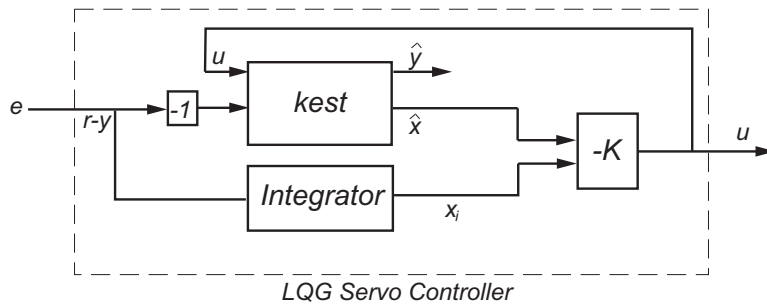 u
ŷ
kest
e
r-y
-1
x̂
-K
u
Integrator
xᵢ
LQG Servo Controller